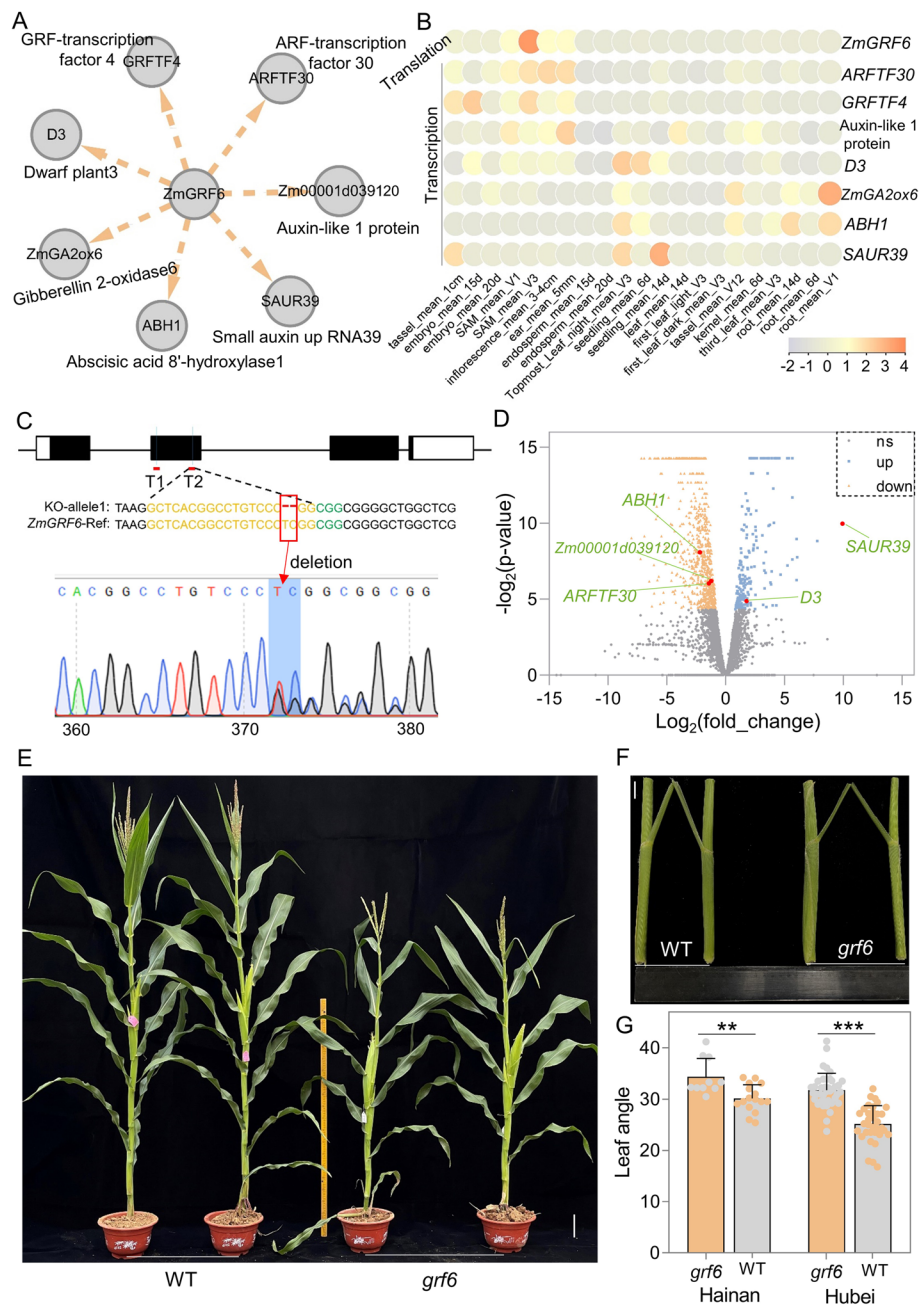 A
GRF-transcription
factor 4
GRFTF4
ARF-transcription
factor 30
ARFTF30
D3
Dwarf plant3
ZmGRF6
Zm00001d039120
Auxin-like 1 protein
ZmGA2ox6
Gibberellin 2-oxidase6
ABH1
Abscisic acid 8'-hydroxylase1
SAUR39
Small auxin up RNA39
B
Translation
Transcription
ZmGRF6
ARFTF30
GRFTF4
Auxin-like 1
protein
D3
ZmGA2ox6
ABH1
SAUR39
tassel_mean_1cm
embryo_mean_15d
embryo_mean_20d
SAM_mean_V1
SAM_mean_V3
inflorescence_mean_3-4cm
ear_mean_5mm
endosperm_mean_15d
endosperm_mean_20d
Topmost_Leaf_light_mean_V3
seedling_mean_6d
seedling_mean_14d
leaf_mean_14d
first_leaf_light_V3
first_leaf_dark_mean_V3
tassel_mean_V12
kernel_mean_6d
third_leaf_mean_V3
root_mean_14d
root_mean_6d
root_mean_V1
-2 -1 0 1 2 3 4
C
T1 T2
KO-allele1: TAAGGCTCACGGCCTGTCCC--GGCGGCGGGGCTGGCTCG
ZmGRF6-Ref: TAAGGCTCACGGCCTGTCCCTCGGCGGCGGGGCTGGCTCG
deletion
C A C G G C C T G T C C C T C G G C G G C G G
360 370 380
D
15
10
5
0
-log2(p-value)
-15 -10 -5 0 5 10 15
Log2(fold_change)
ns
up
down
ABH1
Zm00001d039120
ARFTF30
D3
SAUR39
E
WT grf6
F
WT grf6
G
Leaf angle
40
30
20
10
0
** ***
grf6 WT grf6 WT
Hainan Hubei